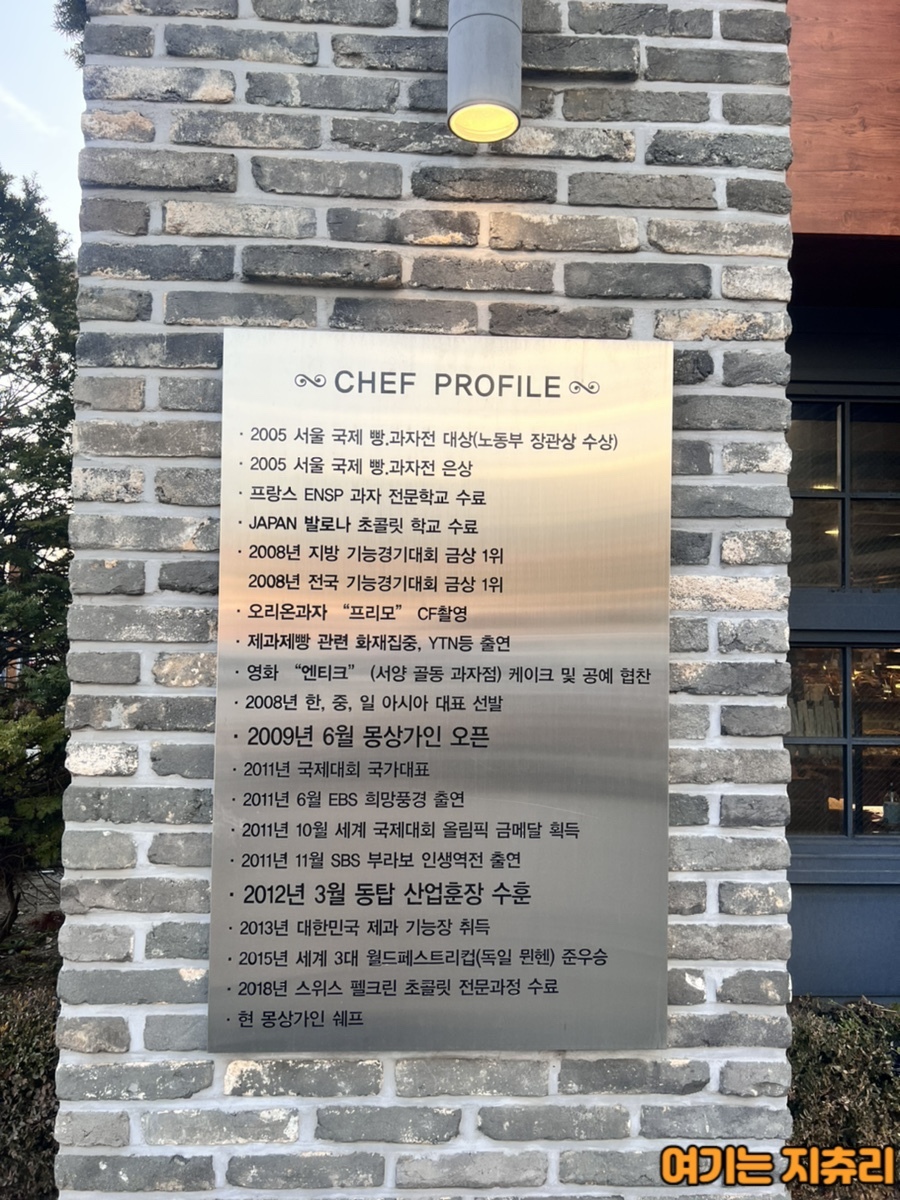 CHEF PROFILE
· 2005 서울 국제 빵.과자전 대상(노동부 장관상 수상)
· 2005 서울 국제 빵.과자전 은상
· 프랑스 ENSP 과자 전문학교 수료
· JAPAN 발로나 초콜릿 학교 수료
· 2008년 지방 기능경기대회 금상 1위
2008년 전국 기능경기대회 금상 1위
· 오리온과자 “프리모” CF촬영
· 제과제빵 관련 화재집중, YTN등 출연
· 영화 “엔티크” (서양 골동 과자점) 케이크 및 공예 협찬
· 2008년 한, 중, 일 아시아 대표 선발
· 2009년 6월 몽상가인 오픈
· 2011년 국제대회 국가대표
· 2011년 6월 EBS 희망풍경 출연
· 2011년 10월 세계 국제대회 올림픽 금메달 획득
· 2011년 11월 SBS 부라보 인생역전 출연
· 2012년 3월 동탑 산업훈장 수훈
· 2013년 대한민국 제과 기능장 취득
· 2015년 세계 3대 월드페스트리컵(독일 뮌헨) 준우승
· 2018년 스위스 펠크린 초콜릿 전문과정 수료
· 현 몽상가인 쉐프
여기는 지츄리